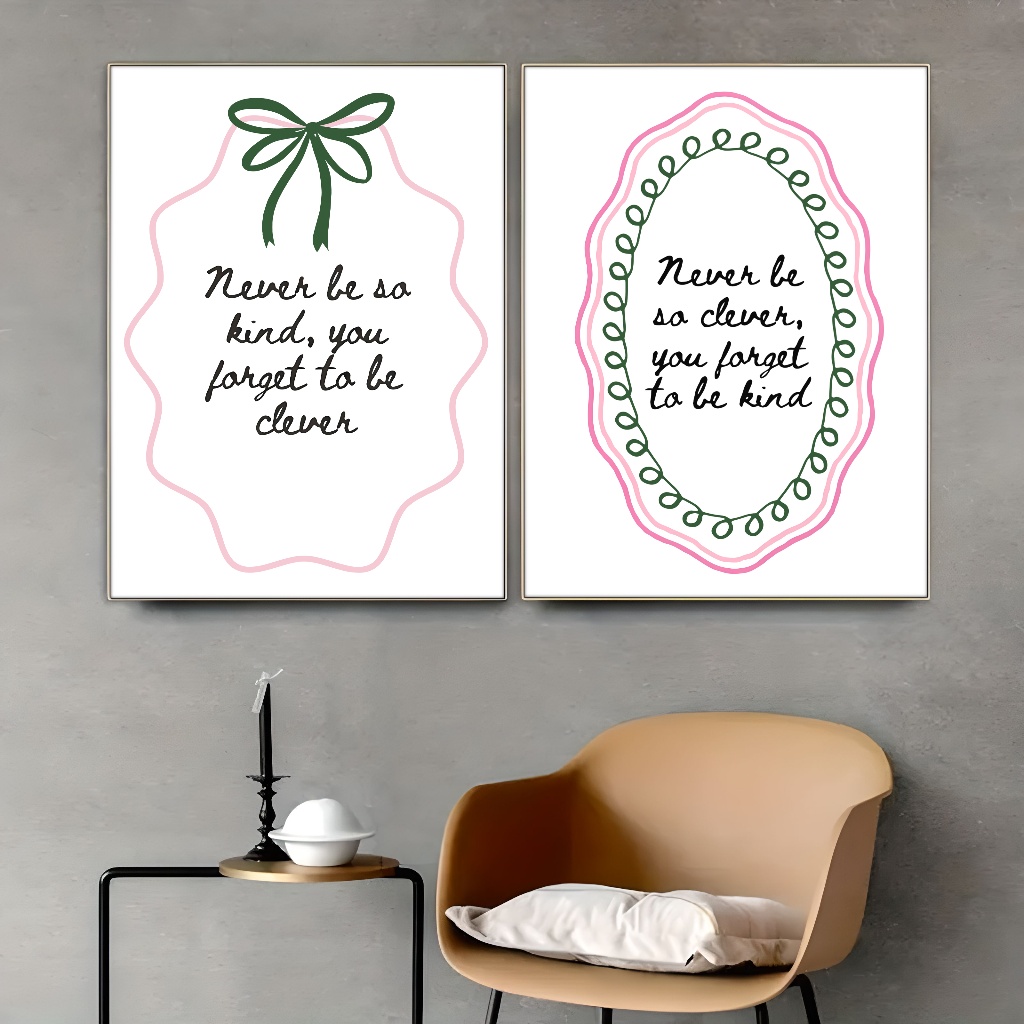 Never be so
kind, you
forget to be
clever
Never be
so clever,
you forget
to be kind